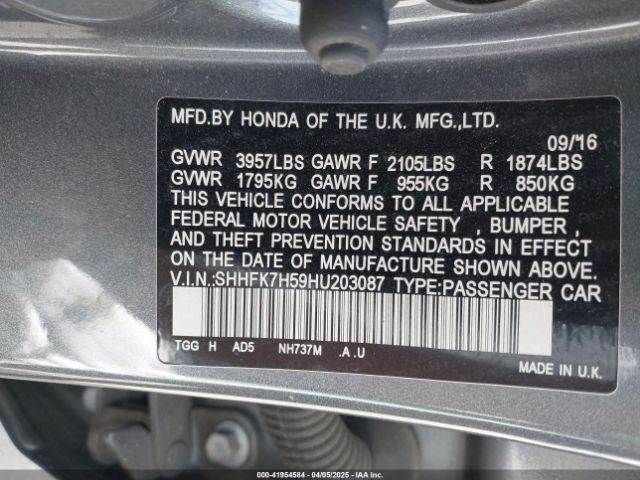 MFD.BY HONDA OF THE U.K. MFG.,LTD.
09/16
GVWR 3957LBS GAWR F 2105LBS R 1874LBS
GVWR 1795KG GAWR F 955KG R 850KG
THIS VEHICLE CONFORMS TO ALL APPLICABLE
FEDERAL MOTOR VEHICLE SAFETY , BUMPER ,
AND THEFT PREVENTION STANDARDS IN EFFECT
ON THE DATE OF MANUFACTURE SHOWN ABOVE.
V.I.N:SHHFK7H59HU203087 TYPE:PASSENGER CAR
TGG H AD5 NH737M .A.U
MADE IN U.K.
000-41954584 - 04/05/2025 - IAA Inc.